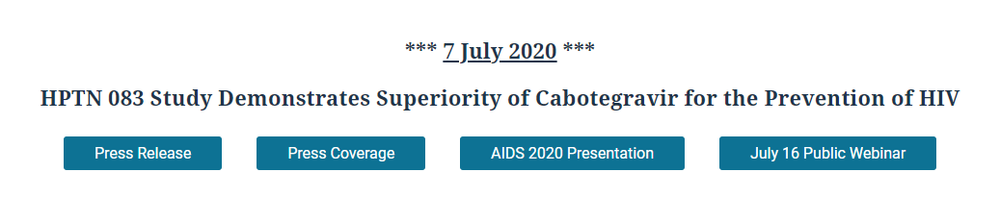 *** 7 July 2020 ***
HPTN 083 Study Demonstrates Superiority of Cabotegravir for the Prevention of HIV
Press Release
Press Coverage
AIDS 2020 Presentation
July 16 Public Webinar